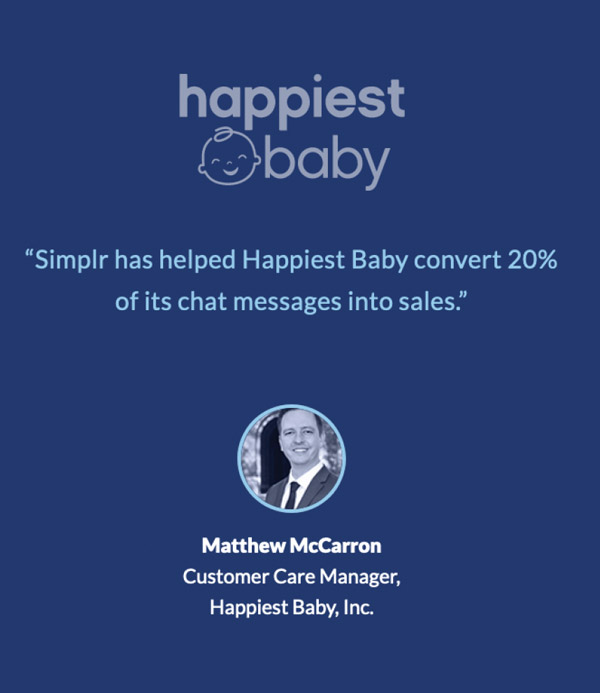 happiest
baby
“Simplr has helped Happiest Baby convert 20%
of its chat messages into sales.”
Matthew McCarron
Customer Care Manager,
Happiest Baby, Inc.